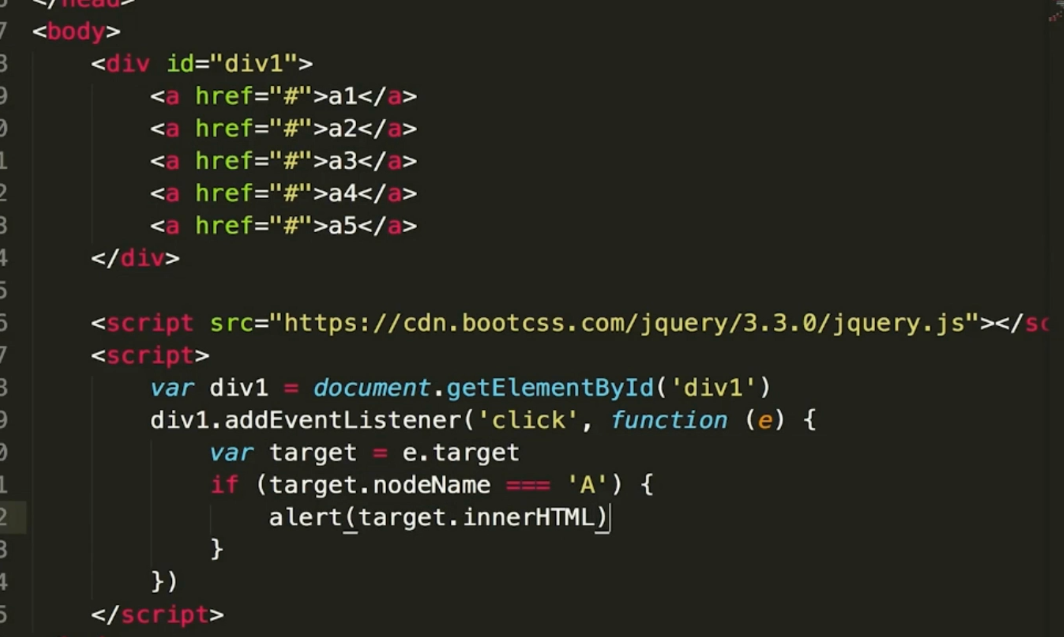 </head>
<body>
<div id="div1">
<a href="#">a1</a>
<a href="#">a2</a>
<a href="#">a3</a>
<a href="#">a4</a>
<a href="#">a5</a>
</div>
<script src="https://cdn.bootcss.com/jquery/3.3.0/jquery.js"></sc
<script>
var div1 = document.getElementById('div1')
div1.addEventListener('click', function (e) {
var target = e.target
if (target.nodeName === 'A') {
alert(target.innerHTML)
}
})
</script>